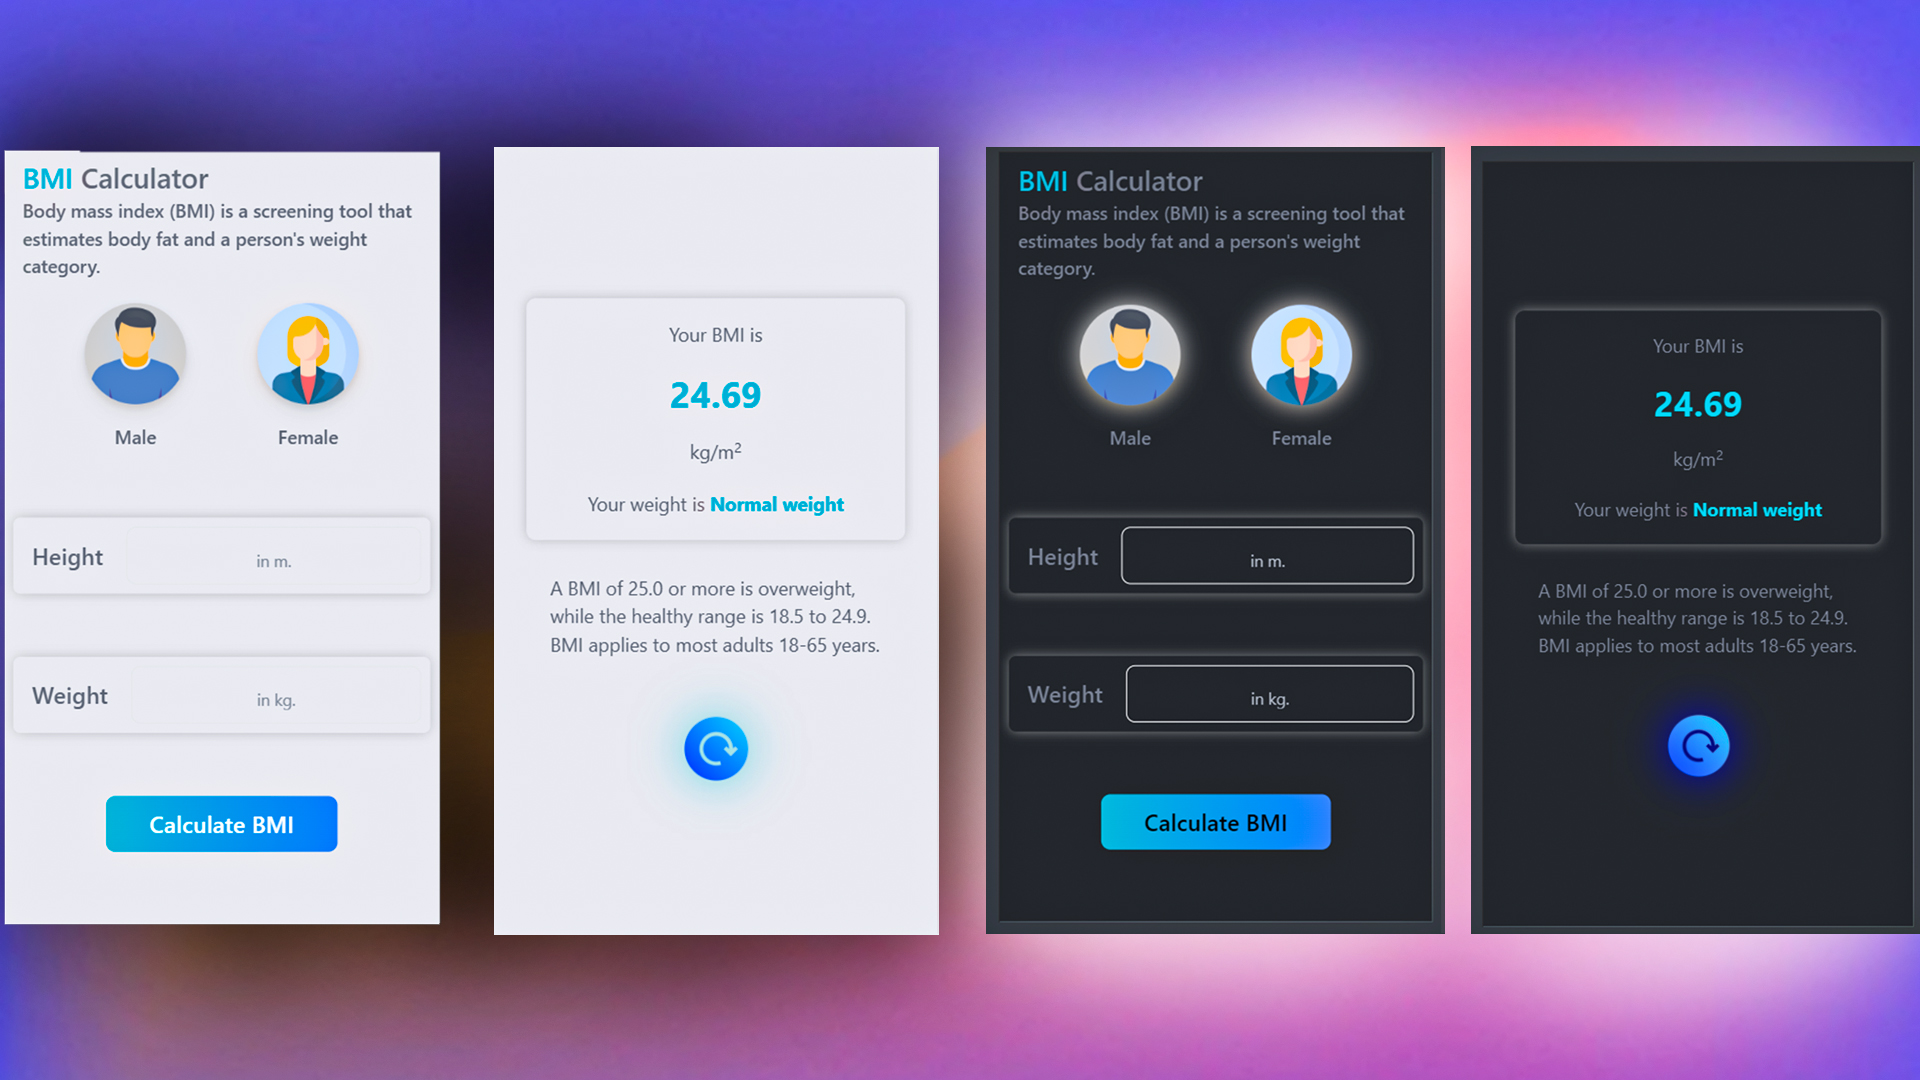 BMI Calculator
Body mass index (BMI) is a screening tool that
estimates body fat and a person's weight
category.
Male Female
Height in m.
Weight in kg.
Calculate BMI
Your BMI is
24.69
kg/m²
Your weight is Normal weight
A BMI of 25.0 or more is overweight,
while the healthy range is 18.5 to 24.9.
BMI applies to most adults 18-65 years.
BMI Calculator
Body mass index (BMI) is a screening tool that
estimates body fat and a person's weight
category.
Male Female
Height in m.
Weight in kg.
Calculate BMI
Your BMI is
24.69
kg/m²
Your weight is Normal weight
A BMI of 25.0 or more is overweight,
while the healthy range is 18.5 to 24.9.
BMI applies to most adults 18-65 years.